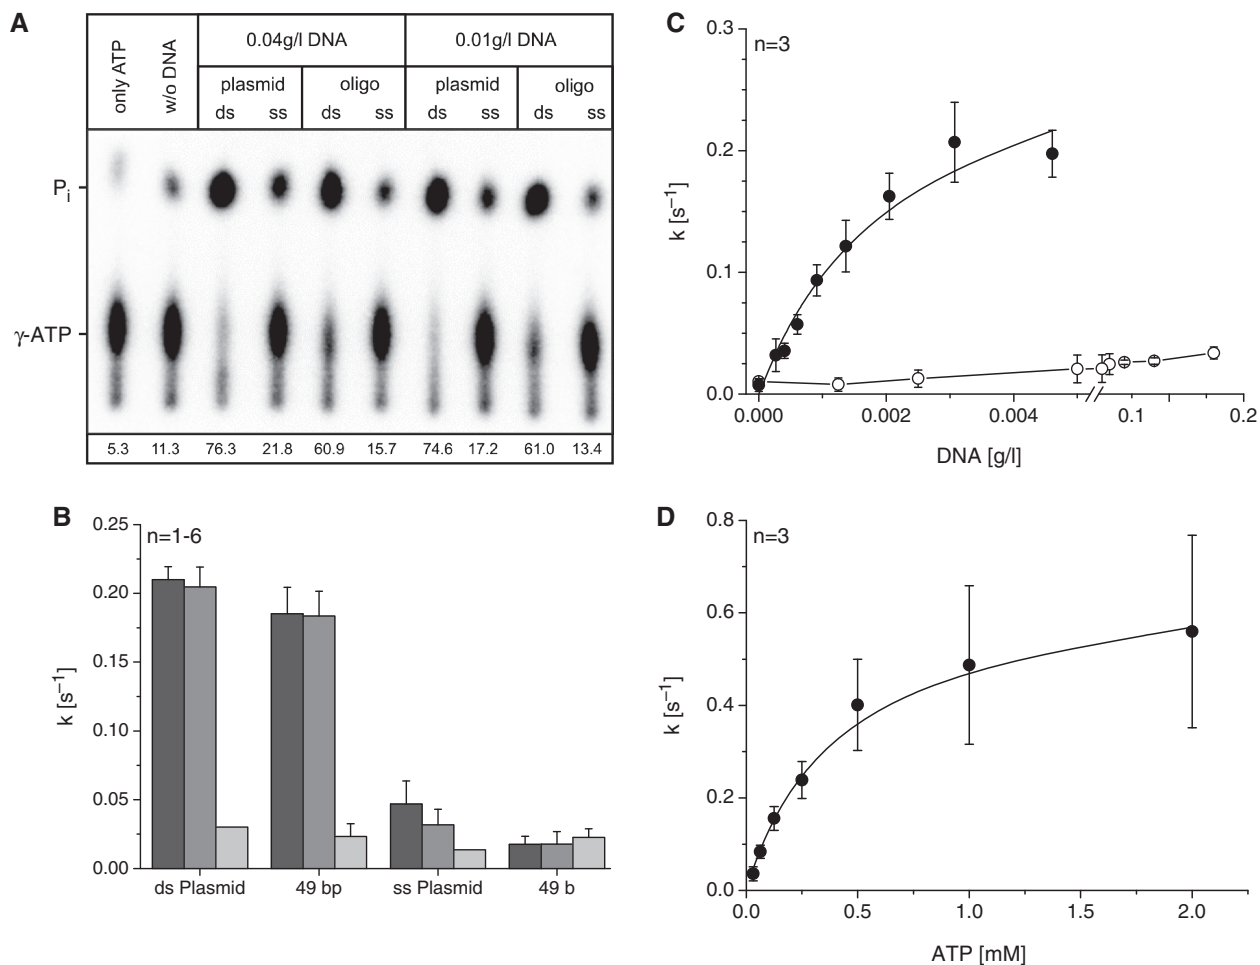 A
only ATP
w/o DNA
0.04g/l DNA
0.01g/l DNA
plasmid
oligo
plasmid
oligo
ds ss ds ss ds ss ds ss
Pi
γ-ATP
5.3 11.3 76.3 21.8 60.9 15.7 74.6 17.2 61.0 13.4
B
n=1-6
k [s⁻¹]
0.25
0.20
0.15
0.10
0.05
0.00
ds Plasmid 49 bp ss Plasmid 49 b
C
n=3
k [s⁻¹]
0.3
0.2
0.1
0.0
0.000 0.002 0.004 0.1 0.2
DNA [g/l]
D
n=3
k [s⁻¹]
0.8
0.6
0.4
0.2
0.0
0.0 0.5 1.0 1.5 2.0
ATP [mM]